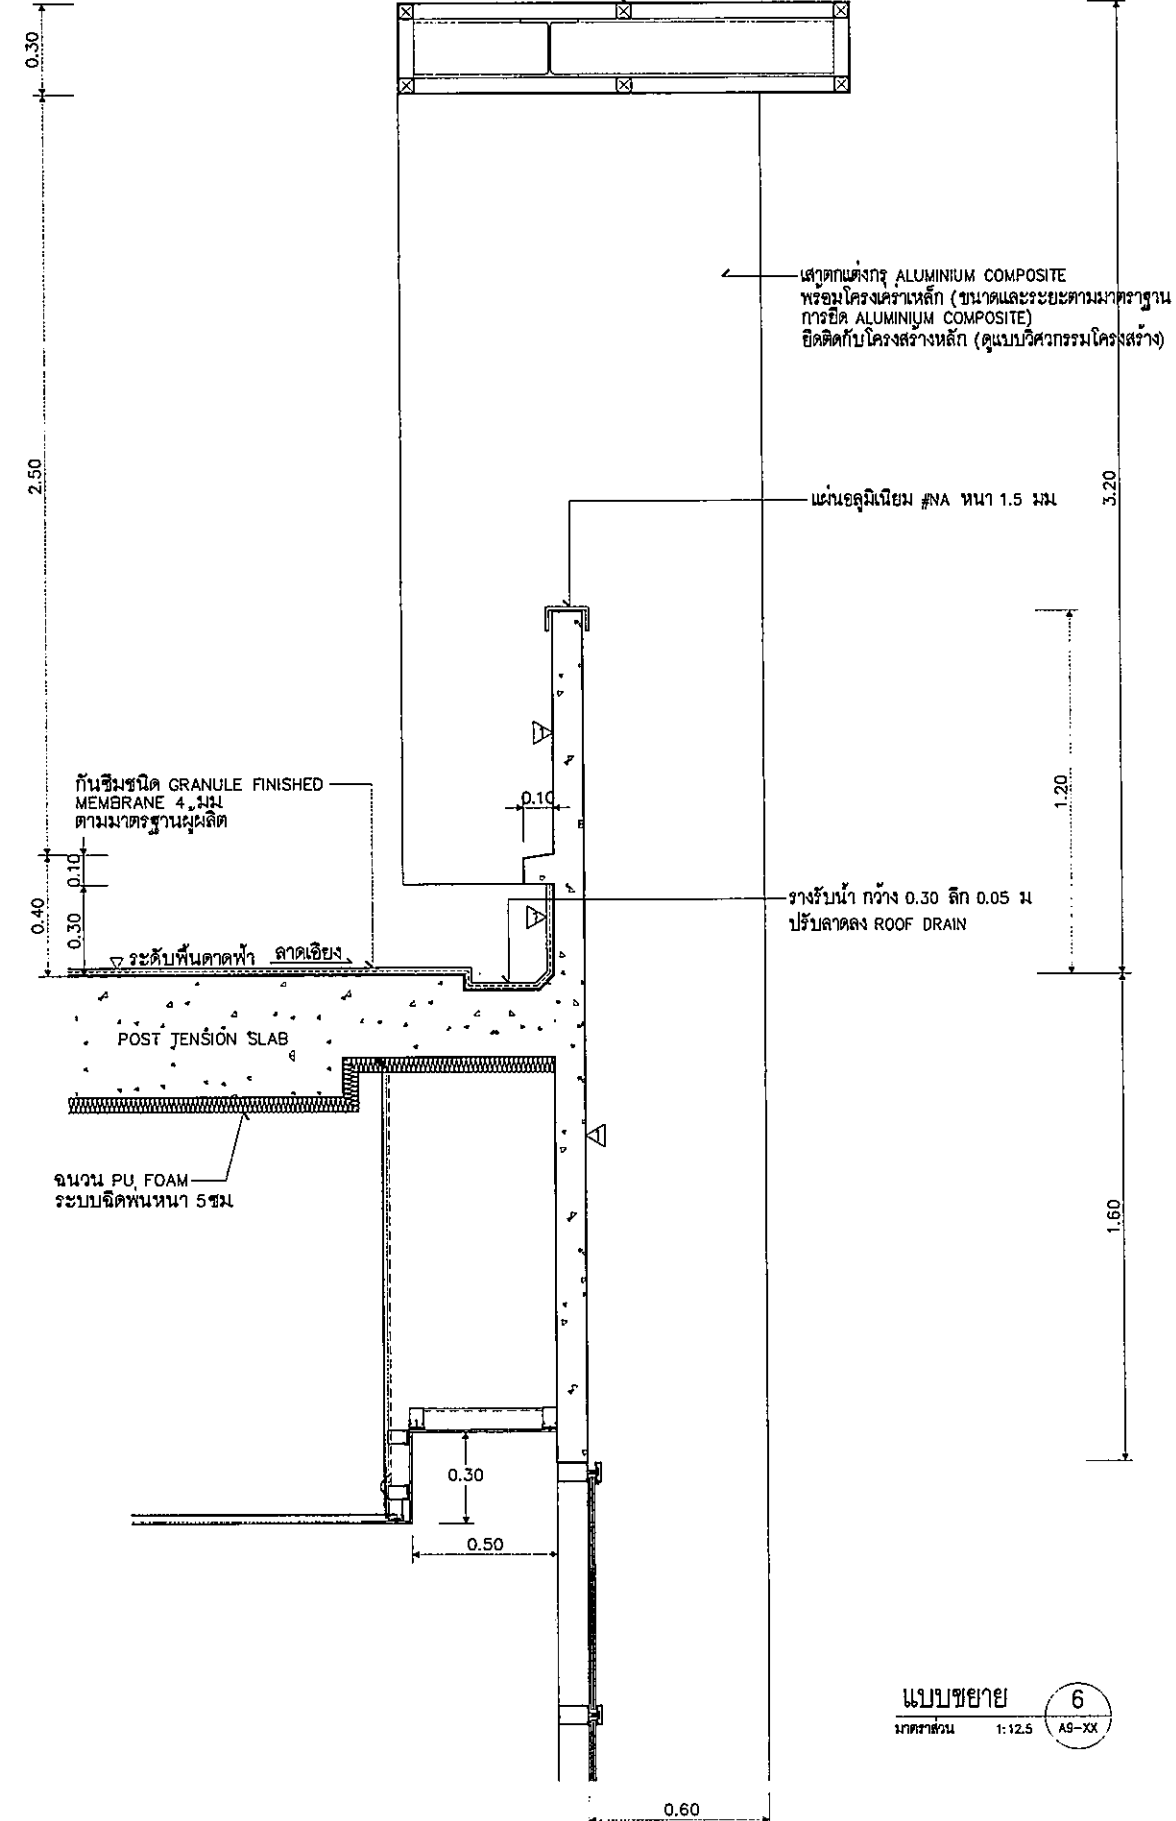 0.30
2.50
เสาตกแต่งกรุ ALUMINIUM COMPOSITE
พร้อมโครงเคร่าเหล็ก (ขนาดและระยะตามมาตราฐาน
การยึด ALUMINIUM COMPOSITE)
ยึดติดกับโครงสร้างหลัก (ดูแบบวิศวกรรมโครงสร้าง)
แผ่นอลูมิเนียม #NA หนา 1.5 มม
3.20
1
กันซึมชนิด GRANULE FINISHED
MEMBRANE 4 มม
ตามมาตรฐานผู้ผลิต
0.10
1.20
0.10
0.40
0.30
1
รางรับน้ำ กว้าง 0.30 ลึก 0.05 ม
ปรับลาดลง ROOF DRAIN
ระดับพื้นดาดฟ้า
ลาดเอียง
POST TENSION SLAB
1
ฉนวน PU FOAM
ระบบฉีดพ่นหนา 5ซม
1.60
0.30
0.50
แบบขยาย
6
มาตราส่วน 1:12.5
A9-XX
0.60